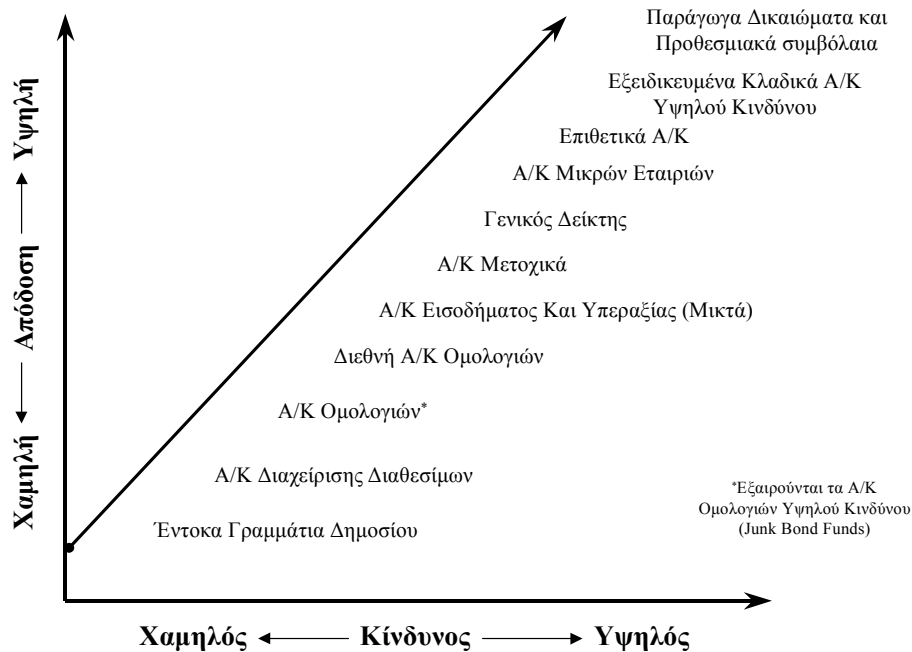 Παράγωγα Δικαιώματα και
Προθεσμιακά συμβόλαια
Εξειδικευμένα Κλαδικά Α/Κ
Υψηλού Κινδύνου
Επιθετικά Α/Κ
Α/Κ Μικρών Εταιριών
Γενικός Δείκτης
Α/Κ Μετοχικά
Α/Κ Εισοδήματος Και Υπεραξίας (Μικτά)
Διεθνή Α/Κ Ομολογιών
Α/Κ Ομολογιών*
Α/Κ Διαχείρισης Διαθεσίμων
Έντοκα Γραμμάτια Δημοσίου
*Εξαιρούνται τα Α/Κ
Ομολογιών Υψηλού Κινδύνου
(Junk Bond Funds)
Χαμηλή Απόδοση Υψηλή
Χαμηλός Κίνδυνος Υψηλός